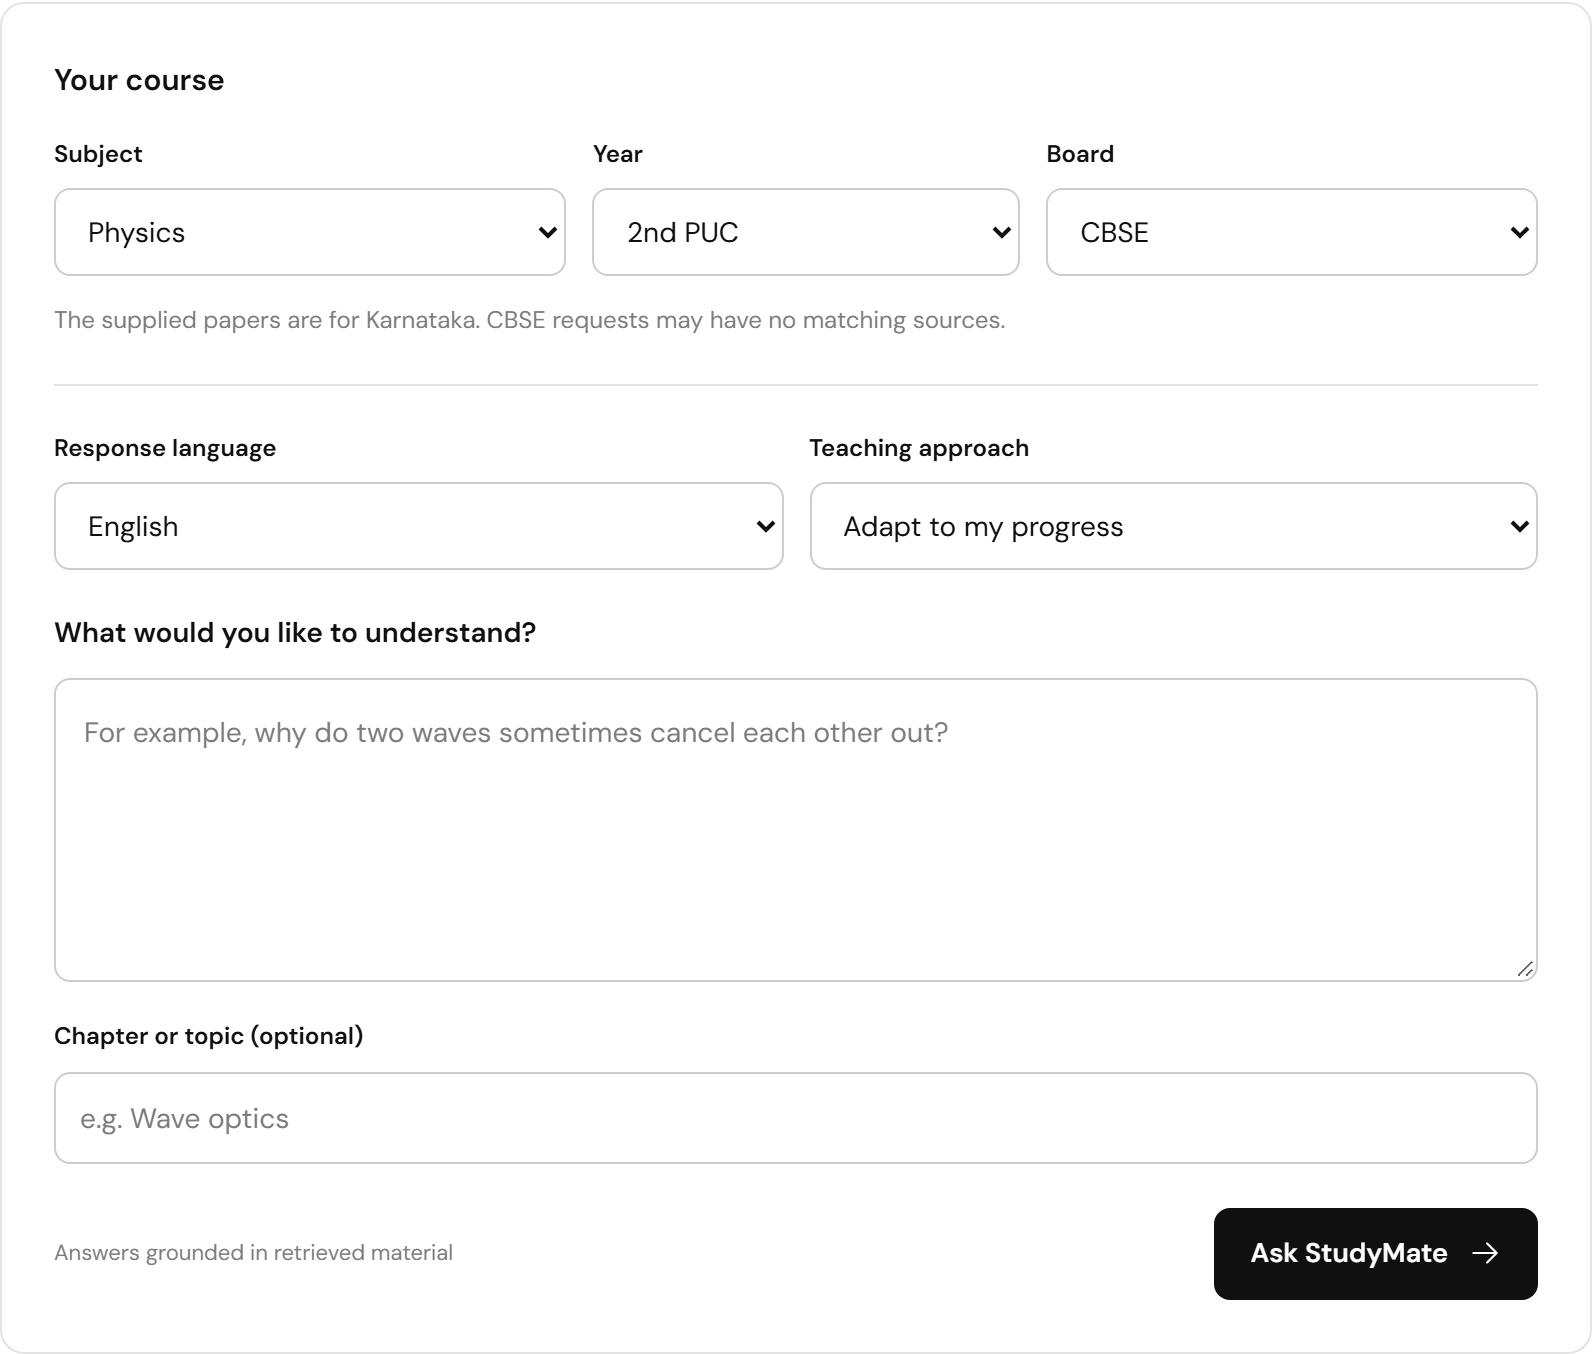 Your course
Subject Year Board
Physics 2nd PUC CBSE
The supplied papers are for Karnataka. CBSE requests may have no matching sources.
Response language Teaching approach
English Adapt to my progress
What would you like to understand?
For example, why do two waves sometimes cancel each other out?
Chapter or topic (optional)
e.g. Wave optics
Answers grounded in retrieved material Ask StudyMate →